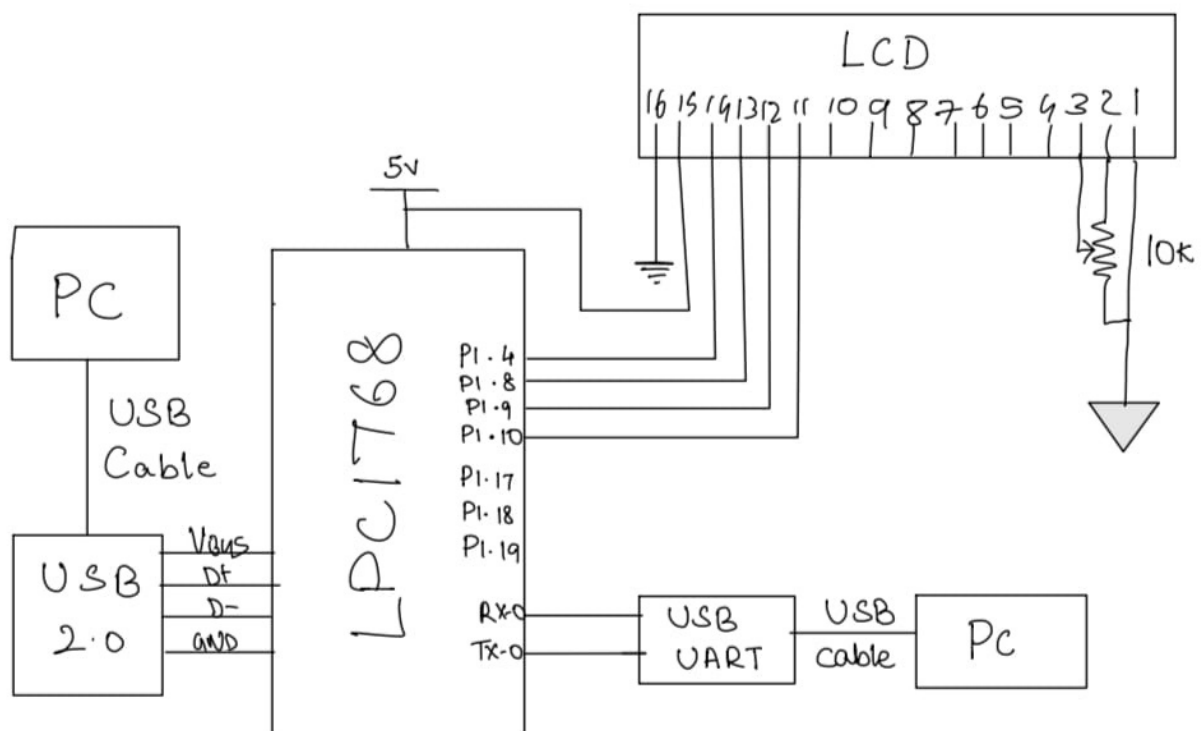 LCD
16 15 14 13 12 11 10 9 8 7 6 5 4 3 2 1
5V
PC
10K
LPC1768
P1.4
P1.8
P1.9
P1.10
P1.17
P1.18
P1.19
USB
Cable
VBUS
D+
D-
GND
USB
2.0
RX-0
TX-0
USB
UART
USB
cable
PC